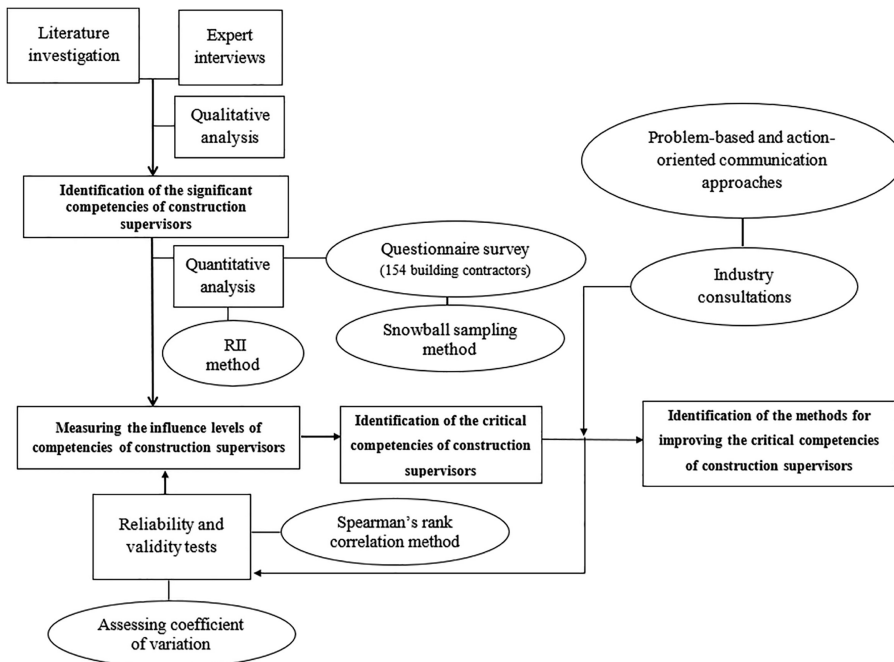 Literature
investigation
Expert
interviews
Qualitative
analysis
Identification of the significant
competencies of construction
supervisors
Quantitative
analysis
RII
method
Questionnaire survey
(154 building contractors)
Snowball sampling
method
Problem-based and action-
oriented communication
approaches
Industry
consultations
Measuring the influence levels of
competencies of construction supervisors
Identification of the critical
competencies of construction
supervisors
Identification of the methods for
improving the critical competencies
of construction supervisors
Reliability and
validity tests
Spearman's rank
correlation method
Assessing coefficient
of variation